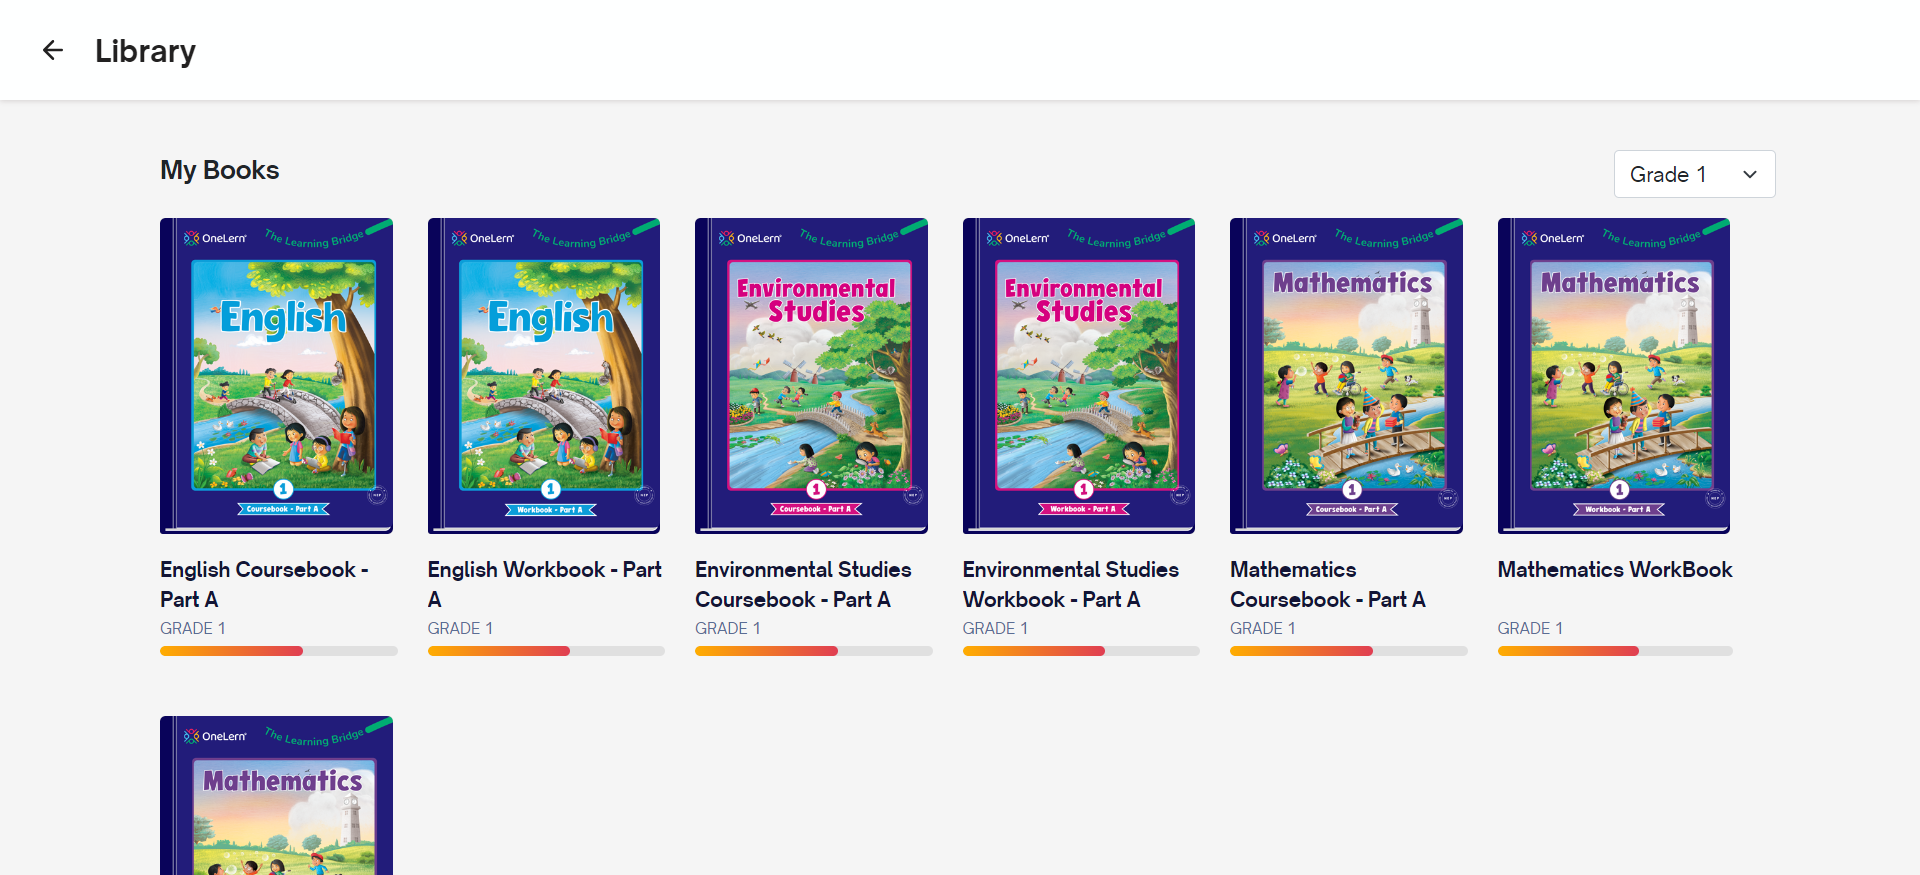 Library
My Books
Grade 1
OneLern
The Learning Bridge
English
1
Coursebook - Part A
OneLern
The Learning Bridge
English
1
Workbook - Part A
OneLern
The Learning Bridge
Environmental
Studies
1
Coursebook - Part A
OneLern
The Learning Bridge
Environmental
Studies
1
Workbook - Part A
OneLern
The Learning Bridge
Mathematics
1
Coursebook - Part A
OneLern
The Learning Bridge
Mathematics
1
Workbook - Part A
English Coursebook -
Part A
GRADE 1
English Workbook - Part
A
GRADE 1
Environmental Studies
Coursebook - Part A
GRADE 1
Environmental Studies
Workbook - Part A
GRADE 1
Mathematics
Coursebook - Part A
GRADE 1
Mathematics WorkBook
GRADE 1
OneLern
The Learning Bridge
Mathematics